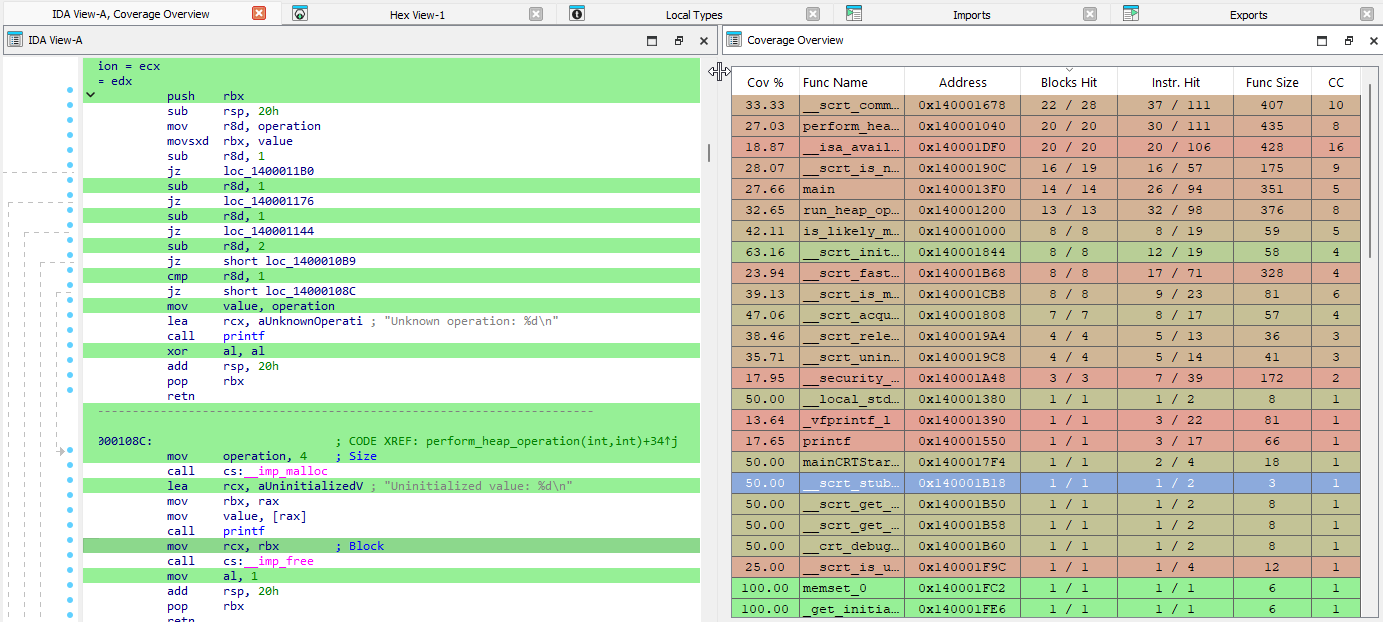 IDA View-A, Coverage Overview
Hex View-1
Local Types
Imports
Exports
IDA View-A
Coverage Overview
ion = ecx
= edx
push rbx
sub rsp, 20h
mov r8d, operation
movsxd rbx, value
sub r8d, 1
jz loc_1400011B0
sub r8d, 1
jz loc_140001176
sub r8d, 1
jz loc_140001144
sub r8d, 2
jz short loc_1400010B9
cmp r8d, 1
jz short loc_14000108C
mov value, operation
lea rcx, aUnknownOperati ; "Unknown operation: %d\n"
call printf
xor al, al
add rsp, 20h
pop rbx
retn
---------------------------------------------------------------------------
000108C: ; CODE XREF: perform_heap_operation(int,int)+34↑j
mov operation, 4 ; Size
call cs:__imp_malloc
lea rcx, aUninitializedV ; "Uninitialized value: %d\n"
mov rbx, rax
mov value, [rax]
call printf
mov rcx, rbx ; Block
call cs:__imp_free
mov al, 1
add rsp, 20h
pop rbx
retn
Cov % Func Name Address Blocks Hit Instr. Hit Func Size CC
33.33 __scrt_comm… 0x140001678 22 / 28 37 / 111 407 10
27.03 perform_hea… 0x140001040 20 / 20 30 / 111 435 8
18.87 __isa_avail… 0x140001DF0 20 / 20 20 / 106 428 16
28.07 __scrt_is_n… 0x14000190C 16 / 19 16 / 57 175 9
27.66 main 0x1400013F0 14 / 14 26 / 94 351 5
32.65 run_heap_op… 0x140001200 13 / 13 32 / 98 376 8
42.11 is_likely_m… 0x140001000 8 / 8 8 / 19 59 5
63.16 __scrt_init… 0x140001844 8 / 8 12 / 19 58 4
23.94 __scrt_fast… 0x140001B68 8 / 8 17 / 71 328 4
39.13 __scrt_is_m… 0x140001CB8 8 / 8 9 / 23 81 6
47.06 __scrt_acqu… 0x140001808 7 / 7 8 / 17 57 4
38.46 __scrt_rele… 0x1400019A4 4 / 4 5 / 13 36 3
35.71 __scrt_unin… 0x1400019C8 4 / 4 5 / 14 41 3
17.95 __security_… 0x140001A48 3 / 3 7 / 39 172 2
50.00 __local_std… 0x140001380 1 / 1 1 / 2 8 1
13.64 _vfprintf_l 0x140001390 1 / 1 3 / 22 81 1
17.65 printf 0x140001550 1 / 1 3 / 17 66 1
50.00 mainCRTStar… 0x1400017F4 1 / 1 2 / 4 18 1
50.00 __scrt_stub… 0x140001B18 1 / 1 1 / 2 3 1
50.00 __scrt_get_… 0x140001B50 1 / 1 1 / 2 8 1
50.00 __scrt_get_… 0x140001B58 1 / 1 1 / 2 8 1
50.00 __crt_debug… 0x140001B60 1 / 1 1 / 2 8 1
25.00 __scrt_is_u… 0x140001F9C 1 / 1 1 / 4 12 1
100.00 memset_0 0x140001FC2 1 / 1 1 / 1 6 1
100.00 _get_initia… 0x140001FE6 1 / 1 1 / 1 6 1